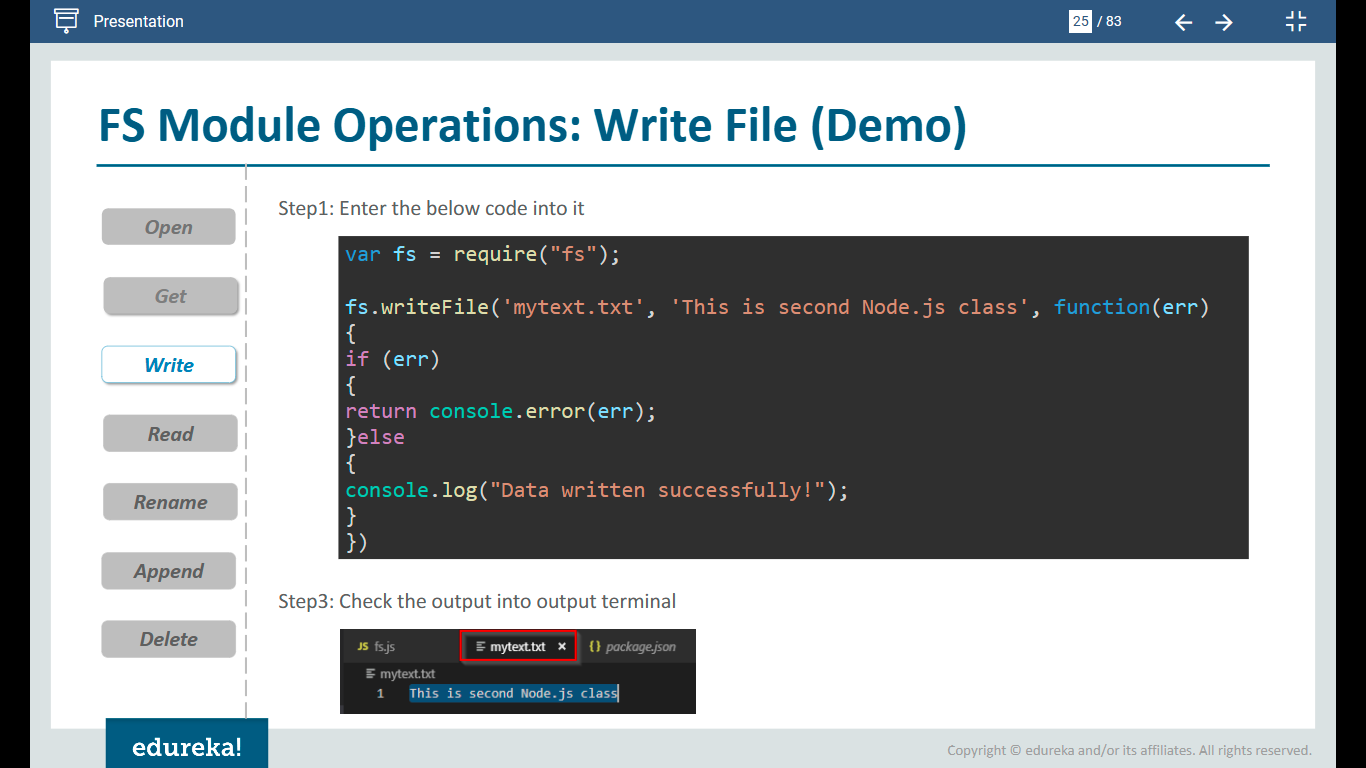 Presentation
25 / 83
FS Module Operations: Write File (Demo)
Open
Get
Write
Read
Rename
Append
Delete
Step1: Enter the below code into it
var fs = require("fs");
fs.writeFile('mytext.txt', 'This is second Node.js class', function(err)
{
if (err)
{
return console.error(err);
}else
{
console.log("Data written successfully!");
}
})
Step3: Check the output into output terminal
JS fs.js
mytext.txt ×
{} package.json
mytext.txt
1 This is second Node.js class
edureka!
Copyright © edureka and/or its affiliates. All rights reserved.